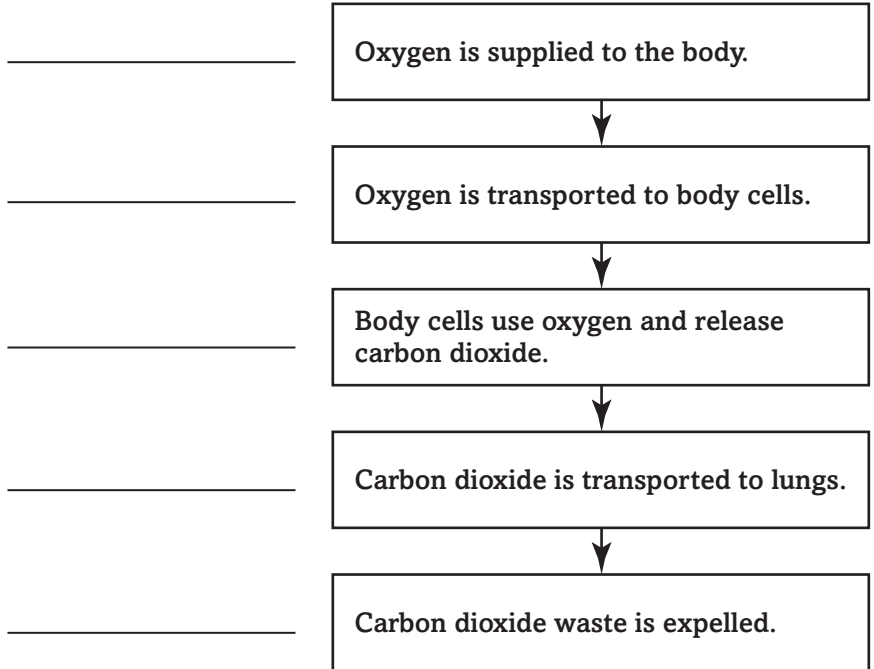 Oxygen is supplied to the body.
Oxygen is transported to body cells.
Body cells use oxygen and release
carbon dioxide.
Carbon dioxide is transported to lungs.
Carbon dioxide waste is expelled.